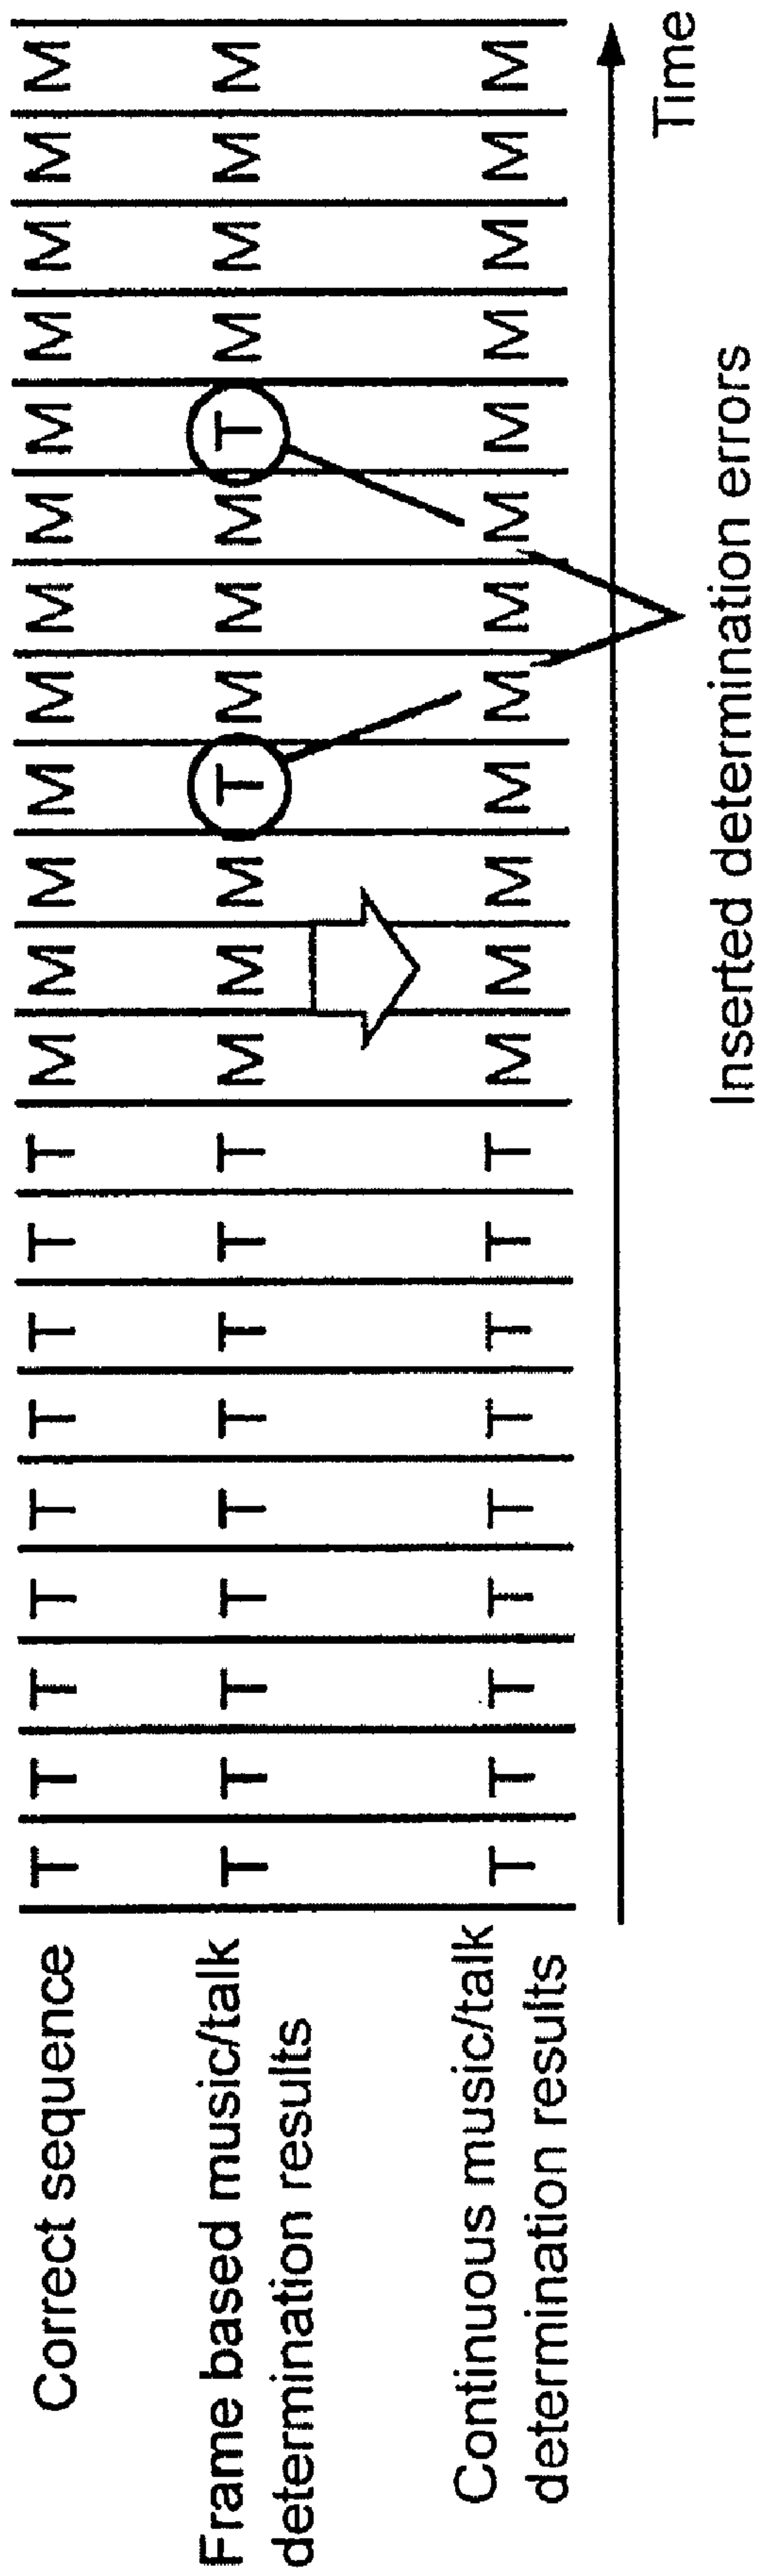 Correct sequence T T T T T T T T T M M M M M M M M M M M M
Frame based music/talk
determination results T T T T T T T T T M M M T M M M T M M M M
Continuous music/talk
determination results T T T T T T T T T M M M M M M M M M M M M
Time
Inserted determination errors